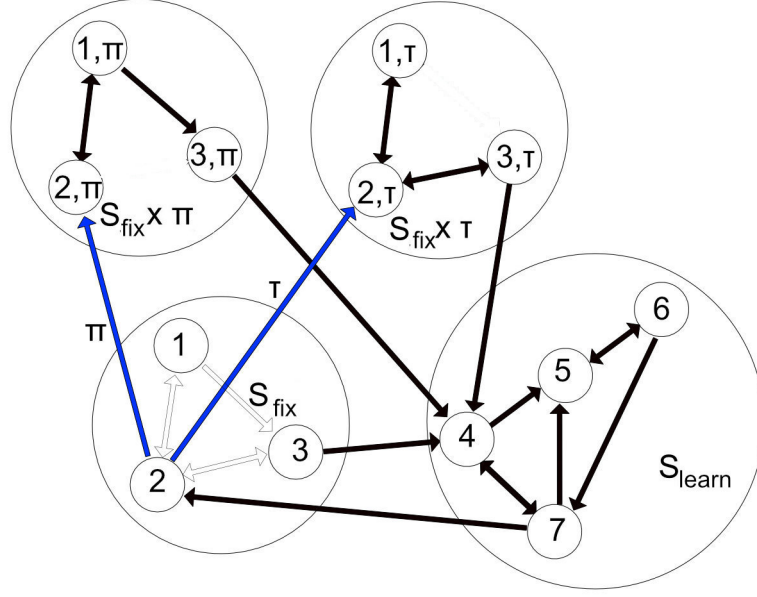 1,π
3,π
2,π
S_fix x π
1,τ
3,τ
2,τ
S_fix x τ
π
τ
1
S_fix
3
2
6
5
4
7
S_learn